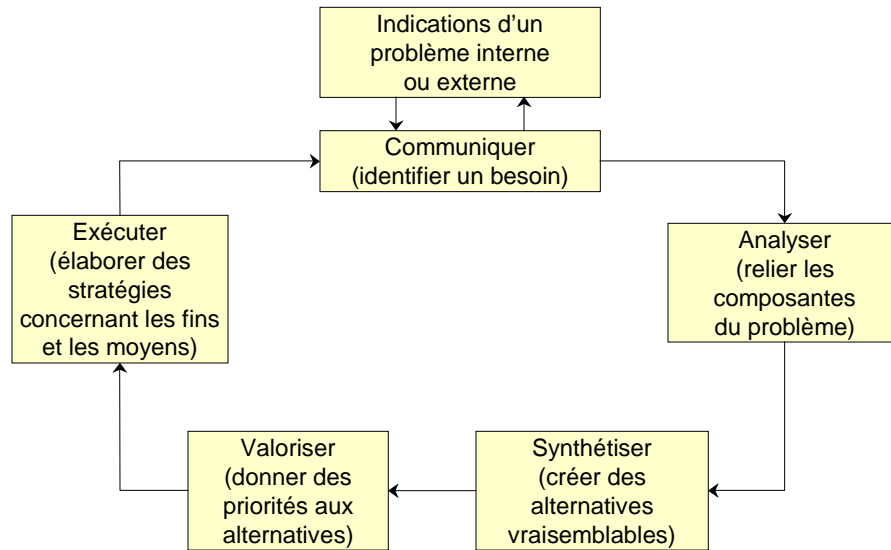 Indications d'un
problème interne
ou externe
Communiquer
(identifier un besoin)
Analyser
(relier les
composantes
du problème)
Synthétiser
(créer des
alternatives
vraisemblables)
Valoriser
(donner des
priorités aux
alternatives)
Exécuter
(élaborer des
stratégies
concernant les fins
et les moyens)